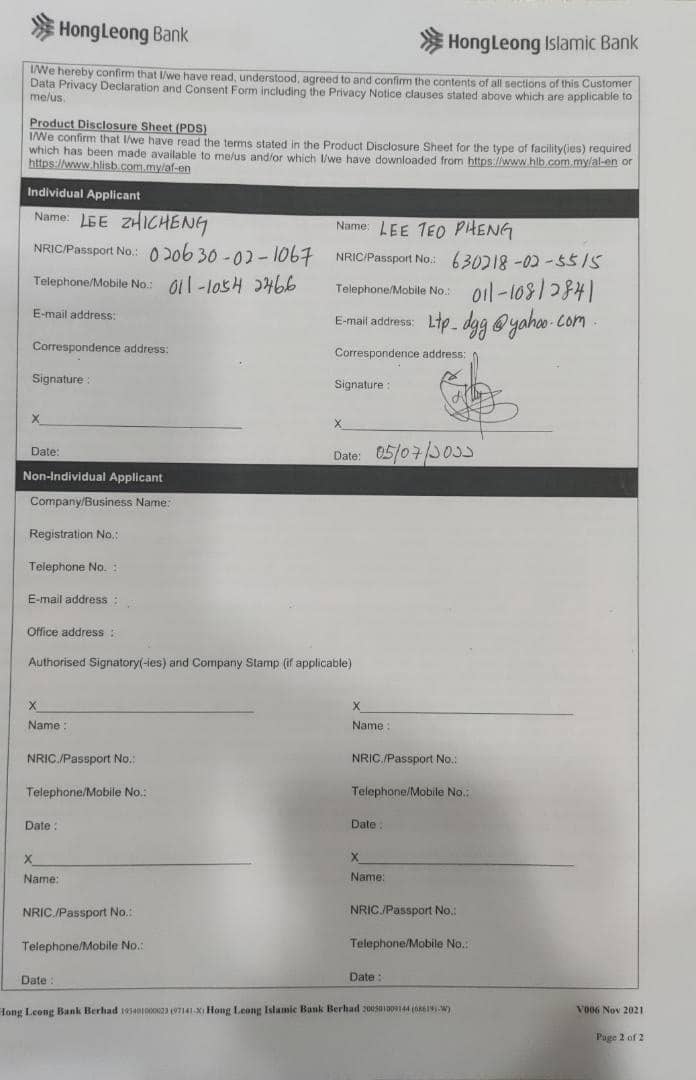 HongLeong Bank
HongLeong Islamic Bank
I/We hereby confirm that I/we have read, understood, agreed to and confirm the contents of all sections of this Customer
Data Privacy Declaration and Consent Form including the Privacy Notice clauses stated above which are applicable to
me/us.
Product Disclosure Sheet (PDS)
I/We confirm that I/we have read the terms stated in the Product Disclosure Sheet for the type of facility(ies) required
which has been made available to me/us and/or which I/we have downloaded from https://www.hlb.com.my/al-en or
https://www.hlisb.com.my/af-en
Individual Applicant
Name: LEE ZHICHENG
Name: LEE TEO PHENG
NRIC/Passport No.: 020630-02-1067
NRIC/Passport No.: 630218-02-5515
Telephone/Mobile No.: 011-1054 2466
Telephone/Mobile No.: 011-10812841
E-mail address:
E-mail address: Ltp_dgg@yahoo.com.
Correspondence address:
Correspondence address:
Signature :
Signature :
X
X
Date:
Date: 05/07/2022
Non-Individual Applicant
Company/Business Name:
Registration No.:
Telephone No. :
E-mail address :
Office address :
Authorised Signatory(-ies) and Company Stamp (if applicable)
X
X
Name :
Name :
NRIC./Passport No.:
NRIC./Passport No.:
Telephone/Mobile No.:
Telephone/Mobile No.:
Date :
Date :
X
X
Name:
Name:
NRIC./Passport No.:
NRIC./Passport No.:
Telephone/Mobile No.:
Telephone/Mobile No.:
Date :
Date :
Hong Leong Bank Berhad 193401000023 (97141-X) Hong Leong Islamic Bank Berhad 200501009144 (686191-W)
V006 Nov 2021
Page 2 of 2